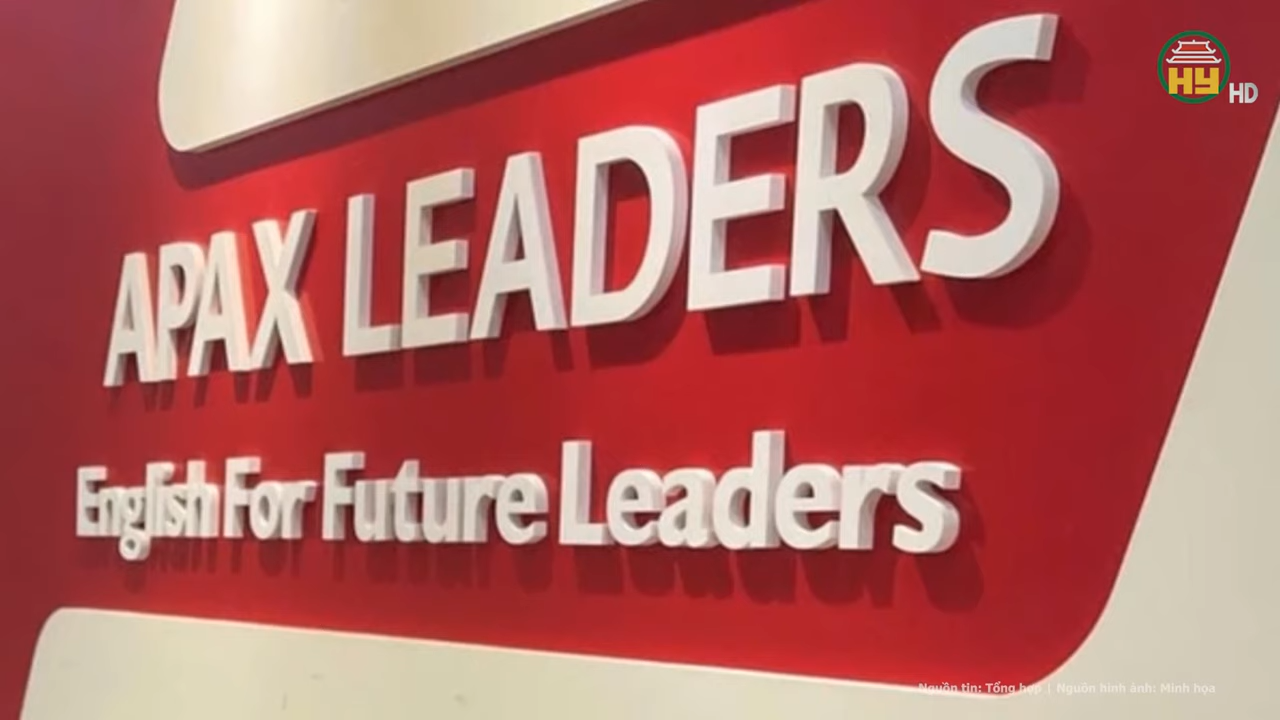 HY
HD
APAX LEADERS
English For Future Leaders
Nguồn tin: Tổng hợp | Nguồn hình ảnh: Minh họa